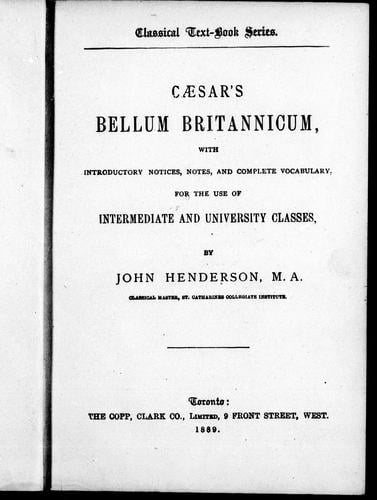 Classical Text-Book Series.
CÆSAR'S
BELLUM BRITANNICUM,
WITH
INTRODUCTORY NOTICES, NOTES, AND COMPLETE VOCABULARY,
FOR THE USE OF
INTERMEDIATE AND UNIVERSITY CLASSES,
BY
JOHN HENDERSON, M. A.
CLASSICAL MASTER, ST. CATHARINES COLLEGIATE INSTITUTE.
Toronto:
THE COPP, CLARK CO., LIMITED, 9 FRONT STREET, WEST.
1889.